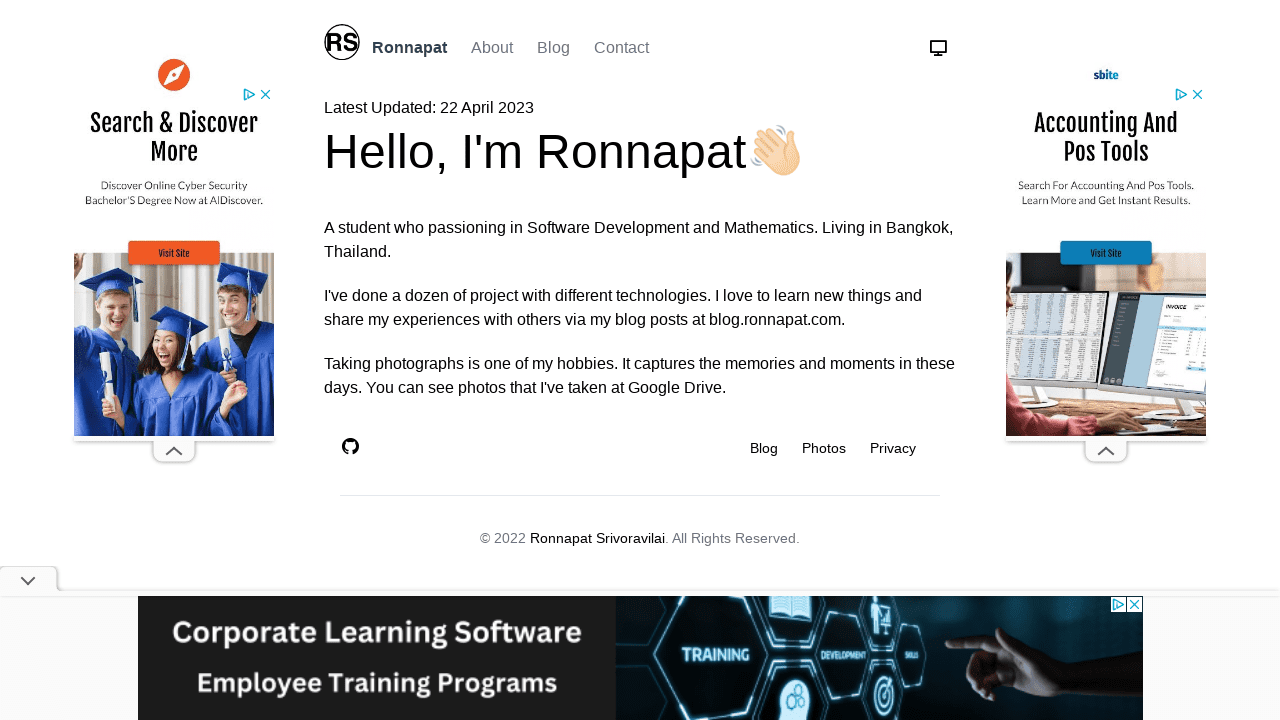 RS Ronnapat About Blog Contact
Latest Updated: 22 April 2023
Hello, I'm Ronnapat
A student who passioning in Software Development and Mathematics. Living in Bangkok,
Thailand.
I've done a dozen of project with different technologies. I love to learn new things and
share my experiences with others via my blog posts at blog.ronnapat.com.
Taking photographs is one of my hobbies. It captures the memories and moments in these
days. You can see photos that I've taken at Google Drive.
Blog Photos Privacy
© 2022 Ronnapat Srivoravilai. All Rights Reserved.
Search & Discover
More
Discover Online Cyber Security
Bachelor'S Degree Now at AIDiscover.
Visit Site
sbite
Accounting And
Pos Tools
Search For Accounting And Pos Tools.
Learn More and Get Instant Results.
Visit Site
INVOICE
Corporate Learning Software
Employee Training Programs
TRAINING
DEVELOPMENT
SKILLS